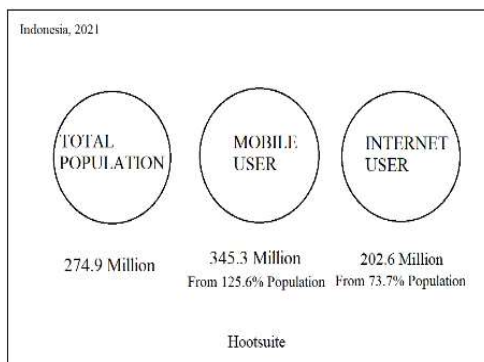 Indonesia, 2021
TOTAL
POPULATION
MOBILE
USER
INTERNET
USER
274.9 Million
345.3 Million
From 125.6% Population
202.6 Million
From 73.7% Population
Hootsuite